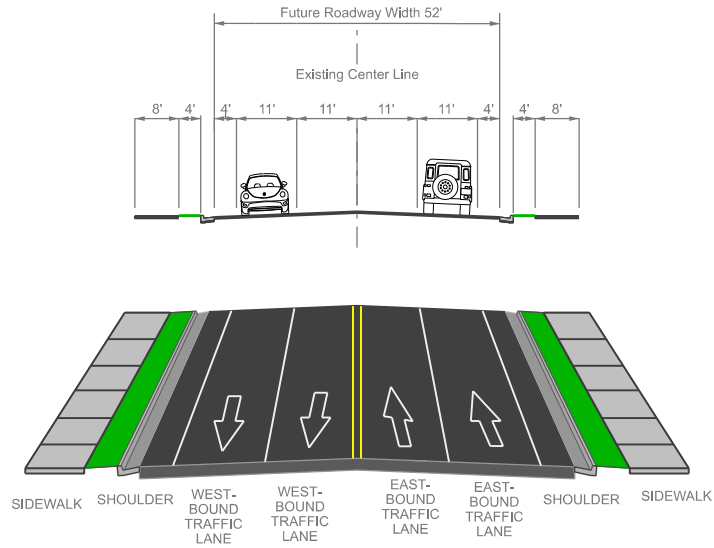 Future Roadway Width 52'
Existing Center Line
8' 4' 4' 11' 11' 11' 11' 4' 4' 8'
SIDEWALK
SHOULDER
WEST-
BOUND
TRAFFIC
LANE
WEST-
BOUND
TRAFFIC
LANE
EAST-
BOUND
TRAFFIC
LANE
EAST-
BOUND
TRAFFIC
LANE
SHOULDER
SIDEWALK